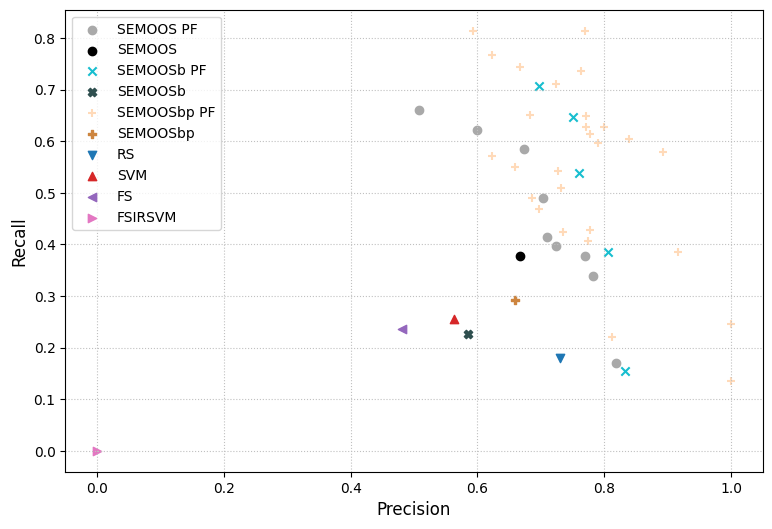 SEMOOS PF
SEMOOS
SEMOOSb PF
SEMOOSb
SEMOOSbp PF
SEMOOSbp
RS
SVM
FS
FSIRSVM
Recall
0.8
0.7
0.6
0.5
0.4
0.3
0.2
0.1
0.0
0.0 0.2 0.4 0.6 0.8 1.0
Precision